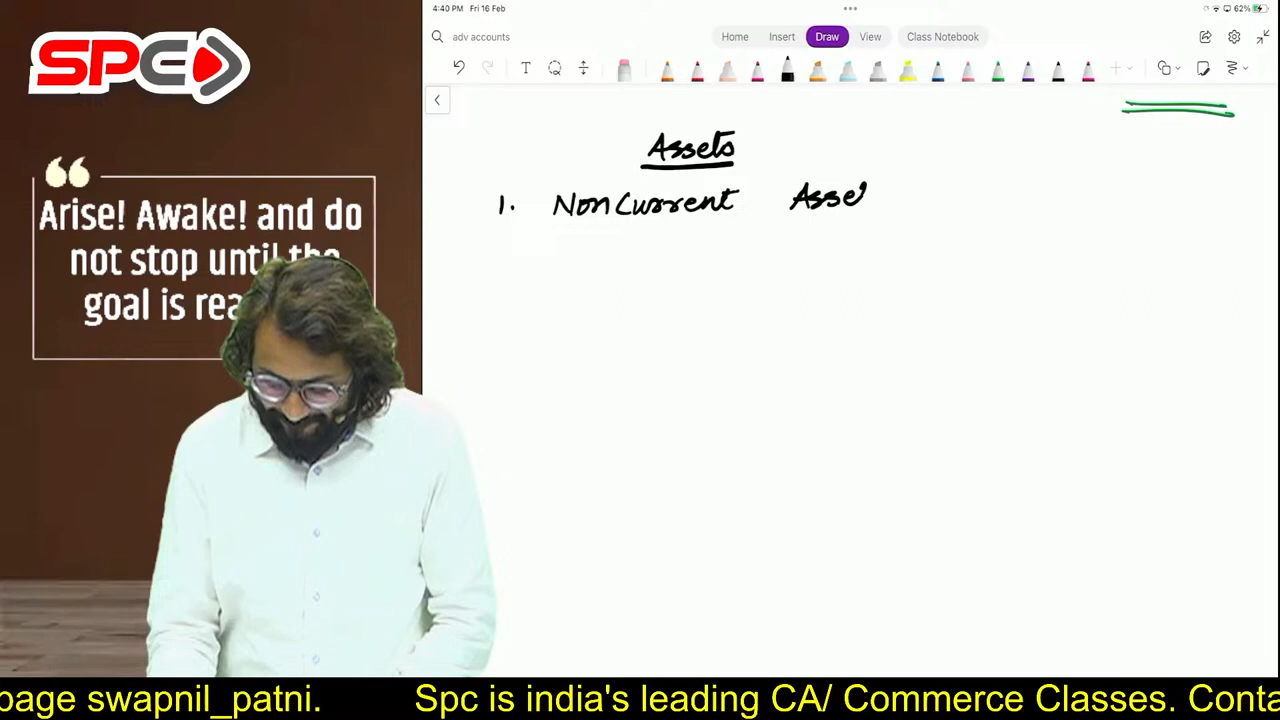 4:40 PM Fri 16 Feb
62%
SPC
adv accounts
Home Insert Draw View Class Notebook
T
Assets
1. Non Current Asse
“
Arise! Awake! and do
not stop until the
goal is rea
page swapnil_patni. Spc is india's leading CA/ Commerce Classes. Conta